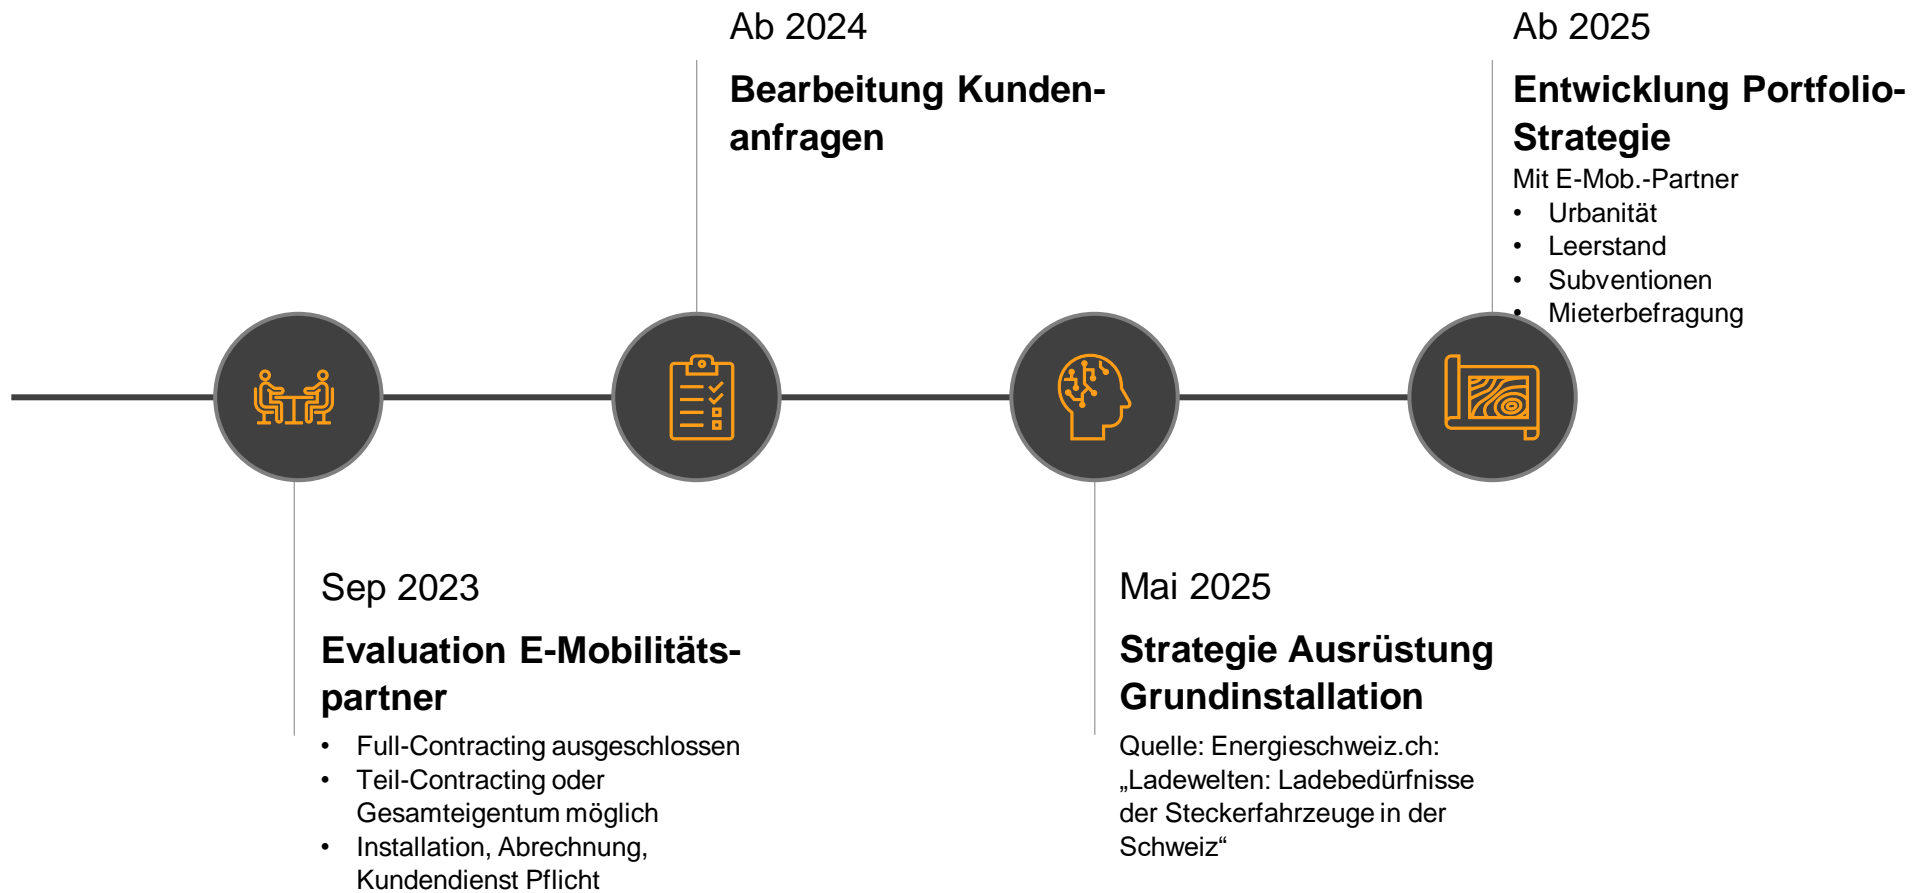 Sep 2023
Evaluation E-Mobilitäts-
partner
• Full-Contracting ausgeschlossen
• Teil-Contracting oder
Gesamteigentum möglich
• Installation, Abrechnung,
Kundendienst Pflicht
Ab 2024
Bearbeitung Kunden-
anfragen
Mai 2025
Strategie Ausrüstung
Grundinstallation
Quelle: Energieschweiz.ch:
„Ladewelten: Ladebedürfnisse
der Steckerfahrzeuge in der
Schweiz“
Ab 2025
Entwicklung Portfolio-
Strategie
Mit E-Mob.-Partner
• Urbanität
• Leerstand
• Subventionen
• Mieterbefragung